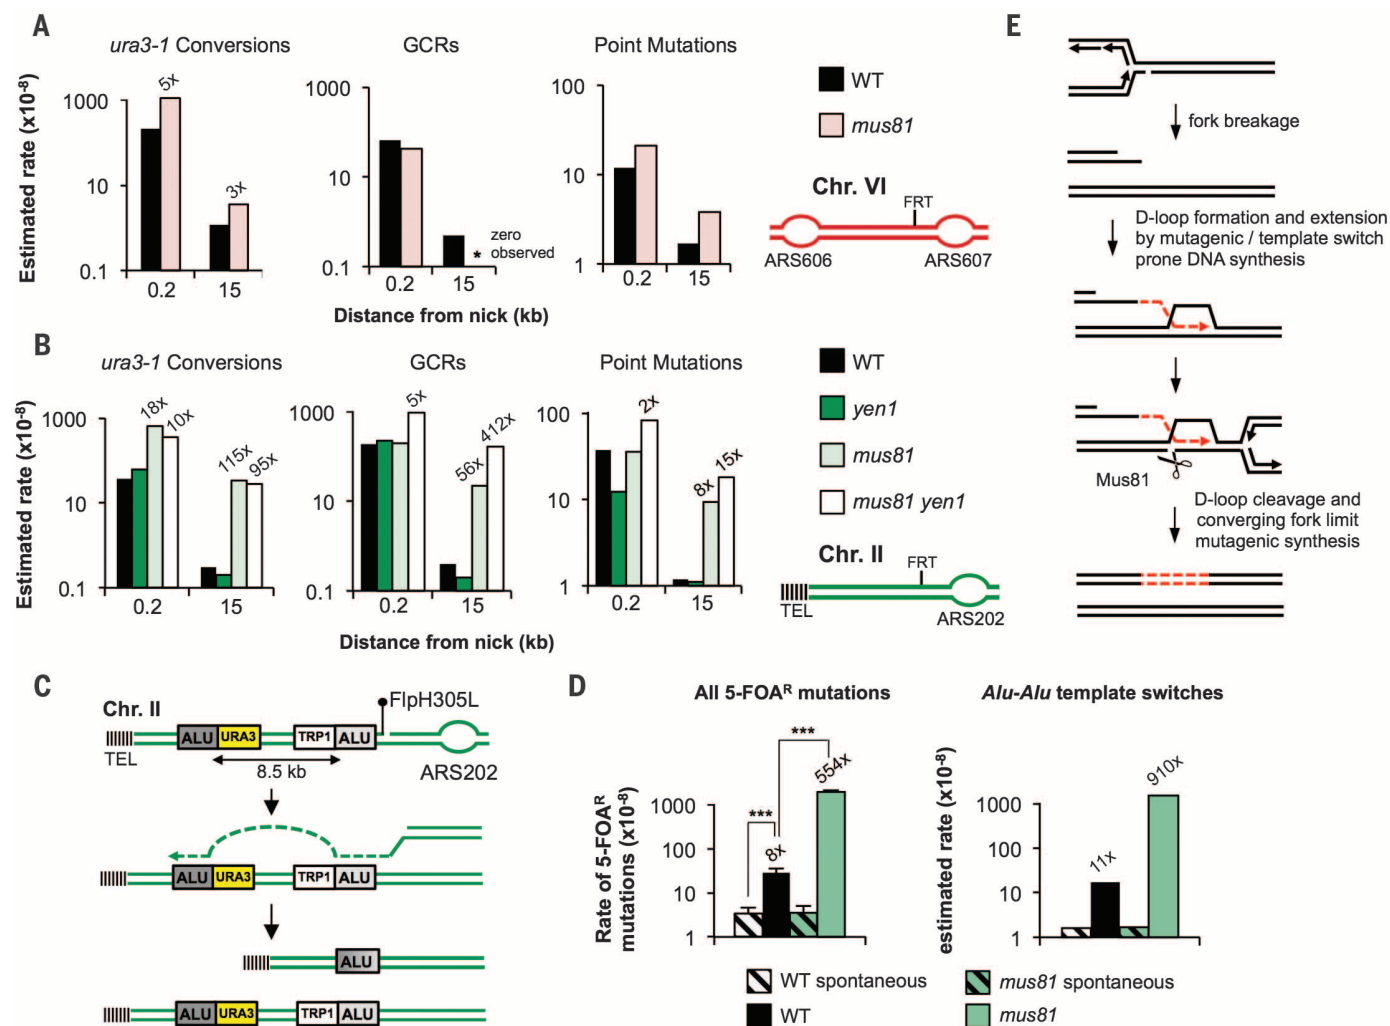 A
ura3-1 Conversions
GCRs
Point Mutations
Estimated rate (x10-8)
1000
10
0.1
5x
3x
0.2
15
1000
10
0.1
zero
observed
*
0.2
15
100
10
1
0.2
15
Distance from nick (kb)
WT
mus81
Chr. VI
FRT
ARS606
ARS607
B
ura3-1 Conversions
GCRs
Point Mutations
Estimated rate (x10-8)
1000
10
0.1
18x
10x
115x
95x
0.2
15
1000
10
0.1
5x
56x
412x
0.2
15
100
10
1
2x
8x
15x
0.2
15
Distance from nick (kb)
WT
yen1
mus81
mus81 yen1
Chr. II
FRT
TEL
ARS202
C
Chr. II
FlpH305L
ALU
URA3
TRP1
ALU
TEL
8.5 kb
ARS202
ALU
URA3
TRP1
ALU
ALU
ALU
URA3
TRP1
ALU
D
All 5-FOAR mutations
Rate of 5-FOAR
mutations (x10-8)
1000
100
10
1
***
***
8x
554x
Alu-Alu template switches
estimated rate (x10-8)
1000
100
10
1
11x
910x
WT spontaneous
WT
mus81 spontaneous
mus81
E
fork breakage
D-loop formation and extension
by mutagenic / template switch
prone DNA synthesis
Mus81
D-loop cleavage and
converging fork limit
mutagenic synthesis